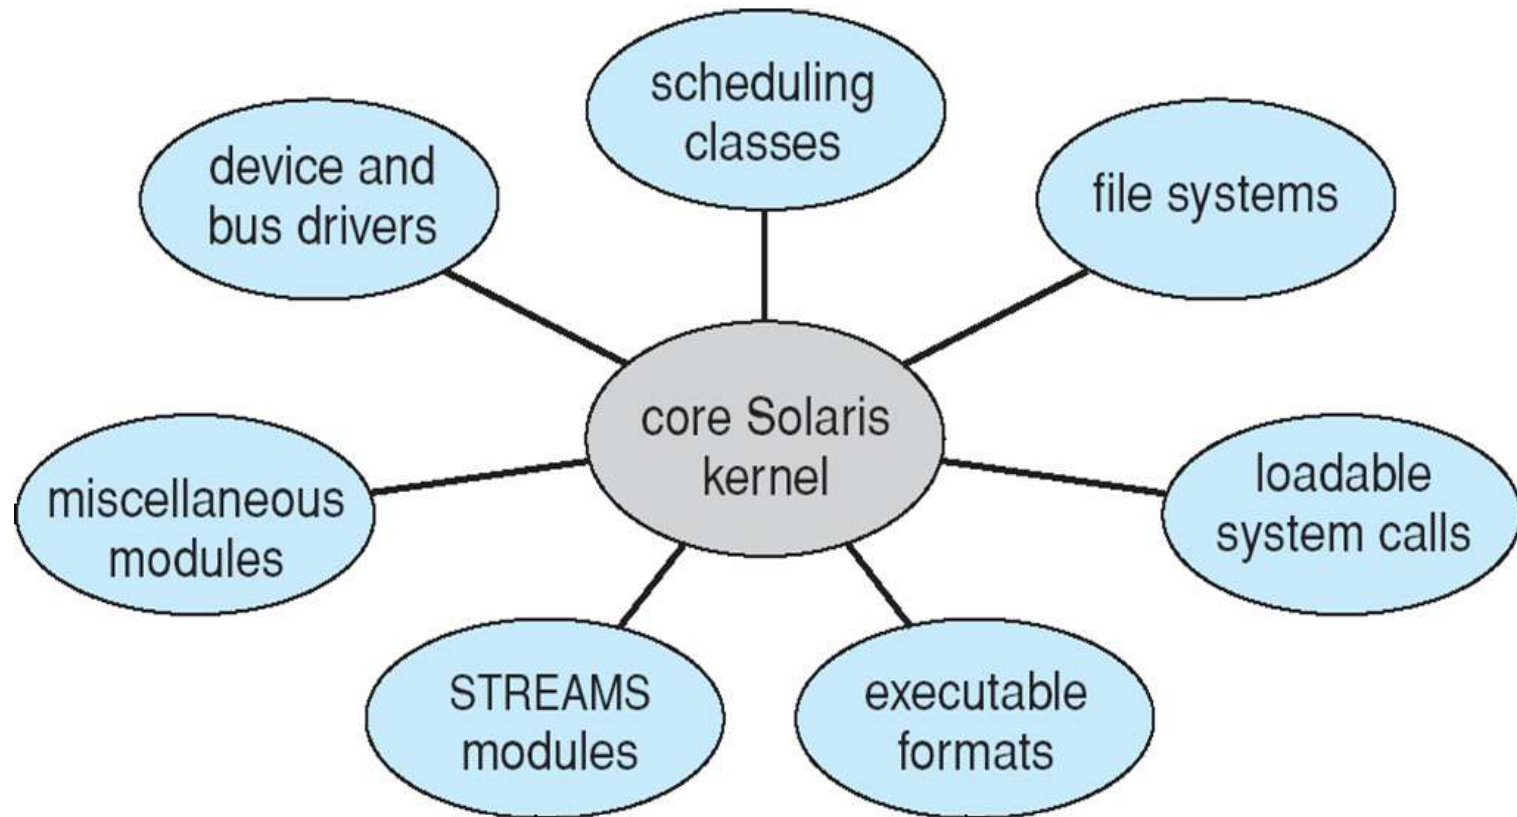 scheduling
classes
device and
bus drivers
file systems
core Solaris
kernel
miscellaneous
modules
loadable
system calls
STREAMS
modules
executable
formats